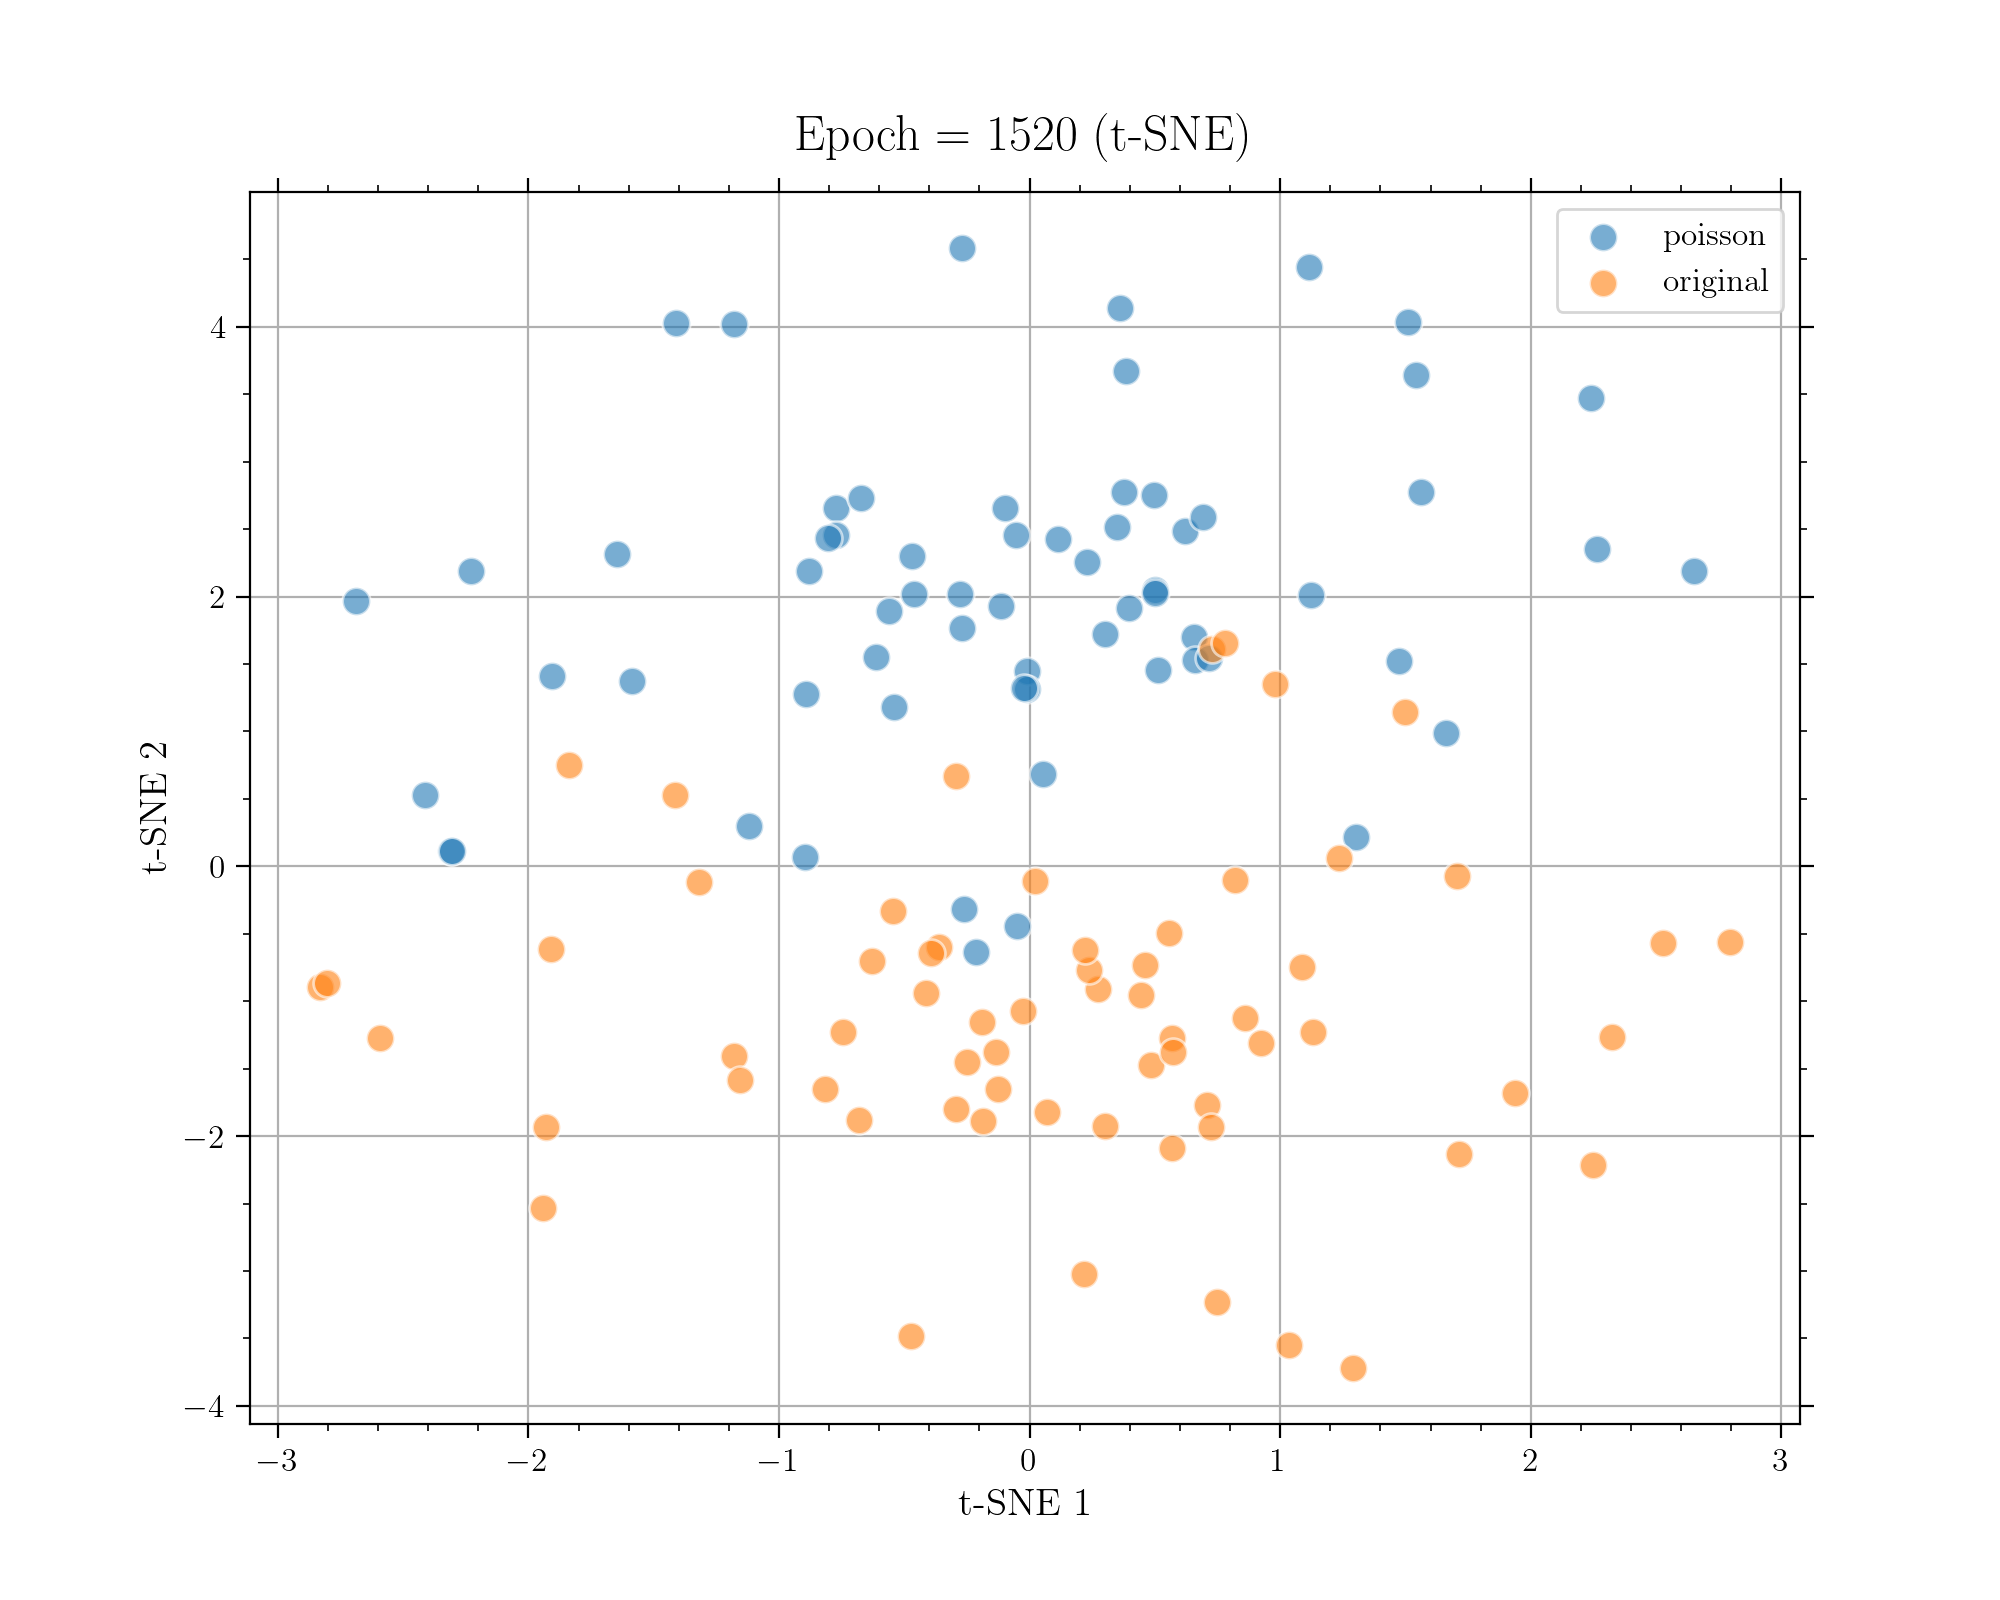 Epoch = 1520 (t-SNE)
poisson
original
4
2
0
−2
−4
t-SNE 2
−3 −2 −1 0 1 2 3
t-SNE 1